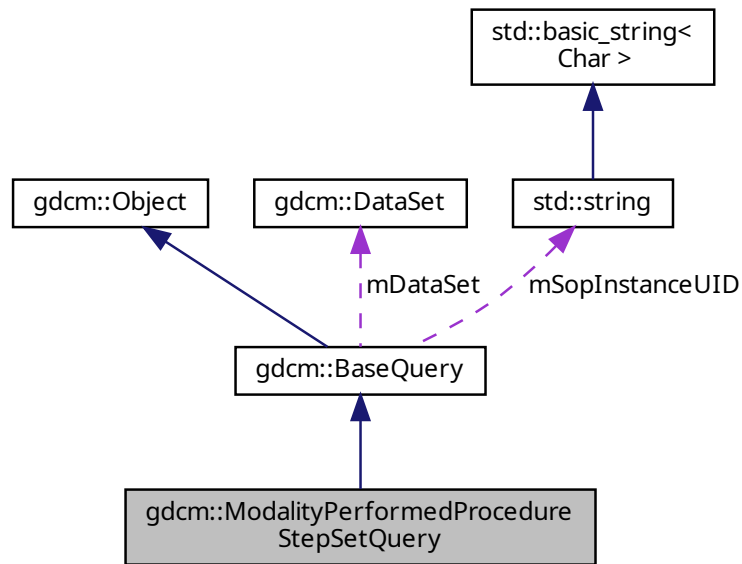 std::basic_string<
Char >
gdcm::Object
gdcm::DataSet
std::string
mDataSet
mSopInstanceUID
gdcm::BaseQuery
gdcm::ModalityPerformedProcedure
StepSetQuery